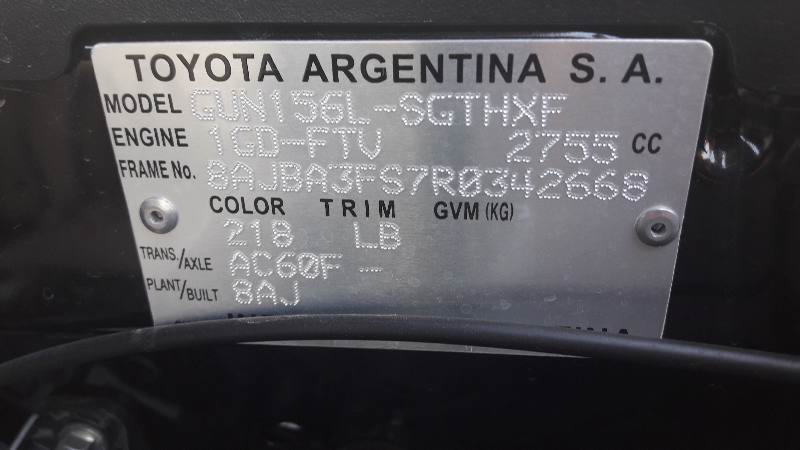 TOYOTA ARGENTINA S. A.
MODEL GUN156L-SGTHXF
ENGINE 1GD-FTV 2755 CC
FRAME No. 8AJBA3FS7R0342668
COLOR TRIM GVM (KG)
218 LB
TRANS./AXLE AC60F -
PLANT/BUILT 8AJ